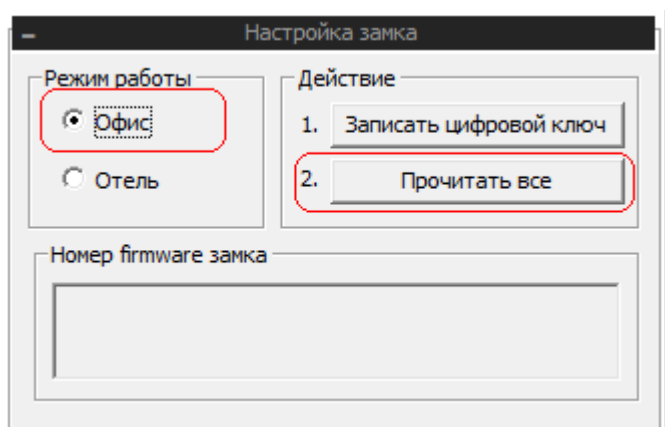 Настройка замка
Режим работы
Офис
Отель
Действие
1. Записать цифровой ключ
2. Прочитать все
Номер firmware замка